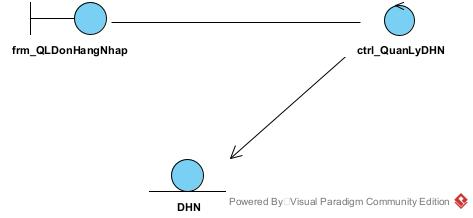 frm_QLDonHangNhap
ctrl_QuanLyDHN
DHN
Powered By Visual Paradigm Community Edition